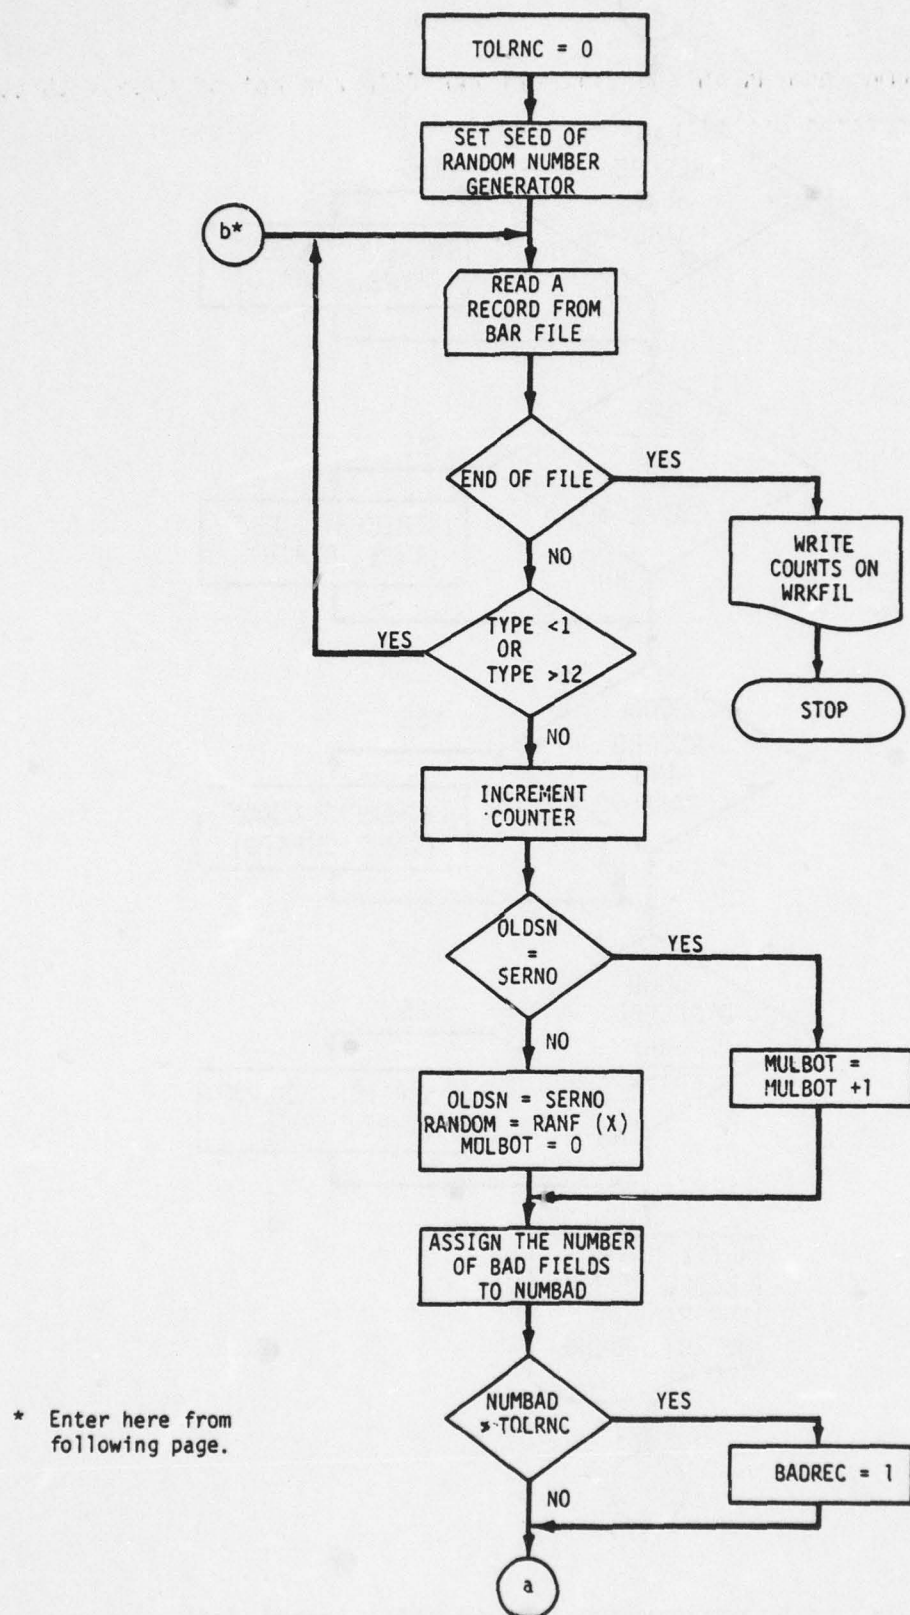 TOLRNC = 0
SET SEED OF
RANDOM NUMBER
GENERATOR
b*
READ A
RECORD FROM
BAR FILE
END OF FILE
YES
NO
WRITE
COUNTS ON
WRKFIL
STOP
TYPE <1
OR
TYPE >12
YES
NO
INCREMENT
COUNTER
OLDSN
=
SERNO
YES
NO
MULBOT =
MULBOT +1
OLDSN = SERNO
RANDOM = RANF (X)
MULBOT = 0
ASSIGN THE NUMBER
OF BAD FIELDS
TO NUMBAD
NUMBAD
> TOLRNC
YES
NO
BADREC = 1
a
* Enter here from
following page.